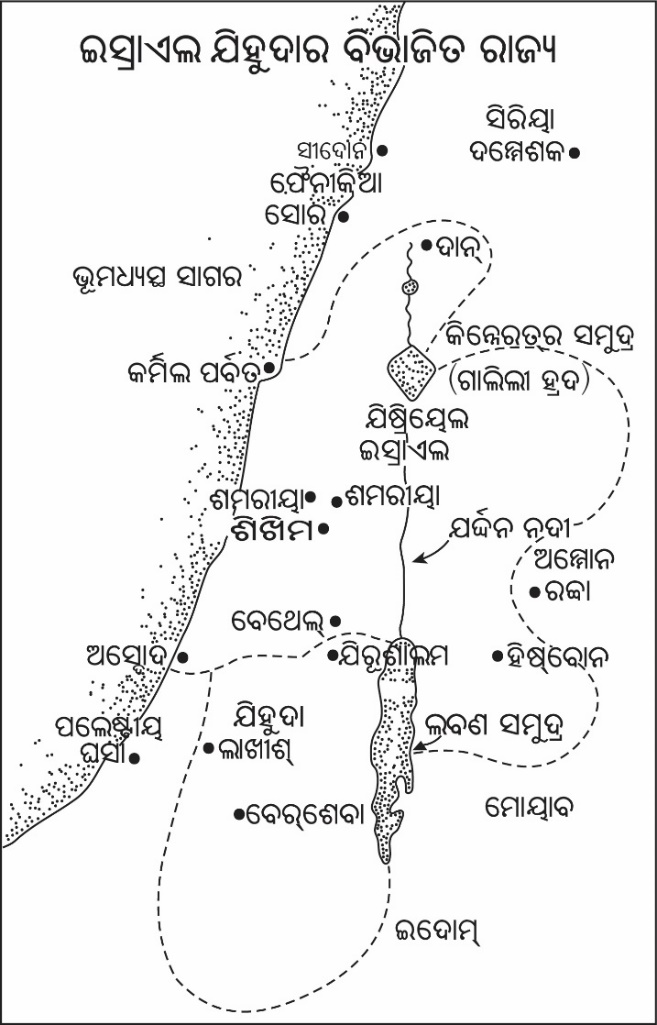 ଇସ୍ରାଏଲ ଯିହୁଦାର ବିଭାଜିତ ରାଜ୍ୟ
ସିରିୟା
ସୀଦୋନ
ଦମ୍ମେଶକ
ଫୈନୀକିଆ
ସୋର
ଦାନ୍
ଭୂମଧ୍ୟସ୍ଥ ସାଗର
କିନ୍ନେରତ୍‌ର ସମୁଦ୍ର
କର୍ମିଲ ପର୍ବତ
(ଗାଲିଲୀ ହ୍ରଦ)
ଯିଷ୍ରିୟେଲ
ଇସ୍ରାଏଲ
ଶମରୀୟା
ଶମରୀୟା
ଶିଖିମ
ଯର୍ଦ୍ଦନ ନଦୀ
ଅମ୍ମୋନ
ରବ୍ବା
ବେଥେଲ୍
ଅସ୍ଦୋଦ
ଯିରୂଶାଲମ
ହିଷ୍‌ବୋନ
ପଲେଷ୍ଟୀୟ
ଯିହୁଦା
ଲବଣ ସମୁଦ୍ର
ଘସା
ଲାଖୀଶ୍
ବେର୍‌ଶେବା
ମୋୟାବ
ଇଦୋମ୍